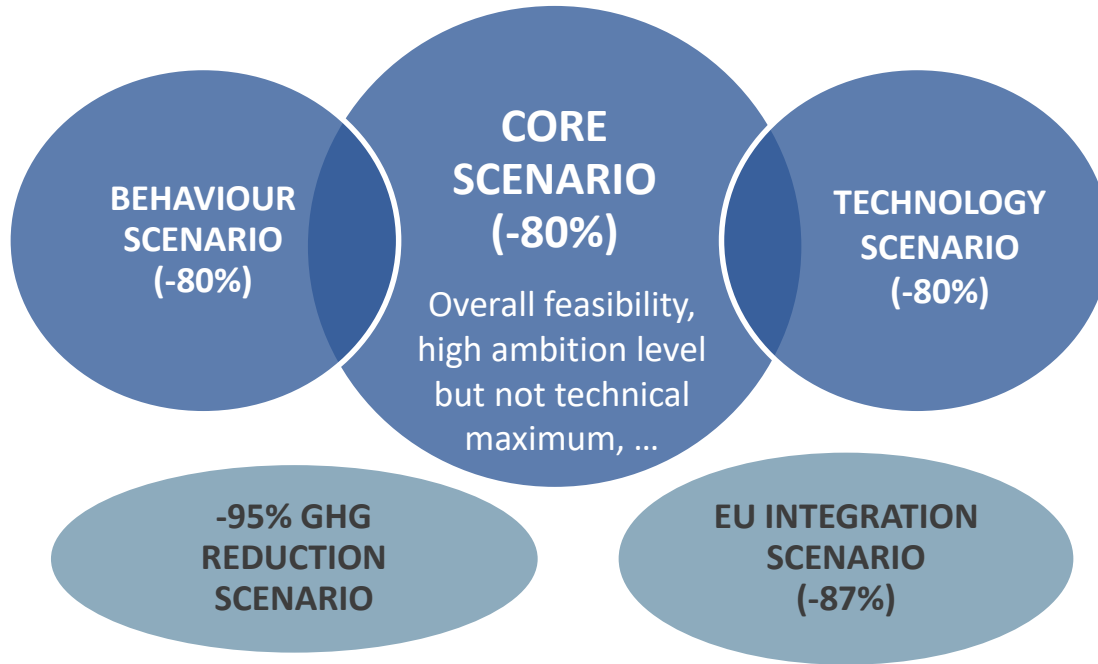 BEHAVIOUR
SCENARIO
(-80%)
CORE
SCENARIO
(-80%)
Overall feasibility,
high ambition level
but not technical
maximum, ...
TECHNOLOGY
SCENARIO
(-80%)
-95% GHG
REDUCTION
SCENARIO
EU INTEGRATION
SCENARIO
(-87%)